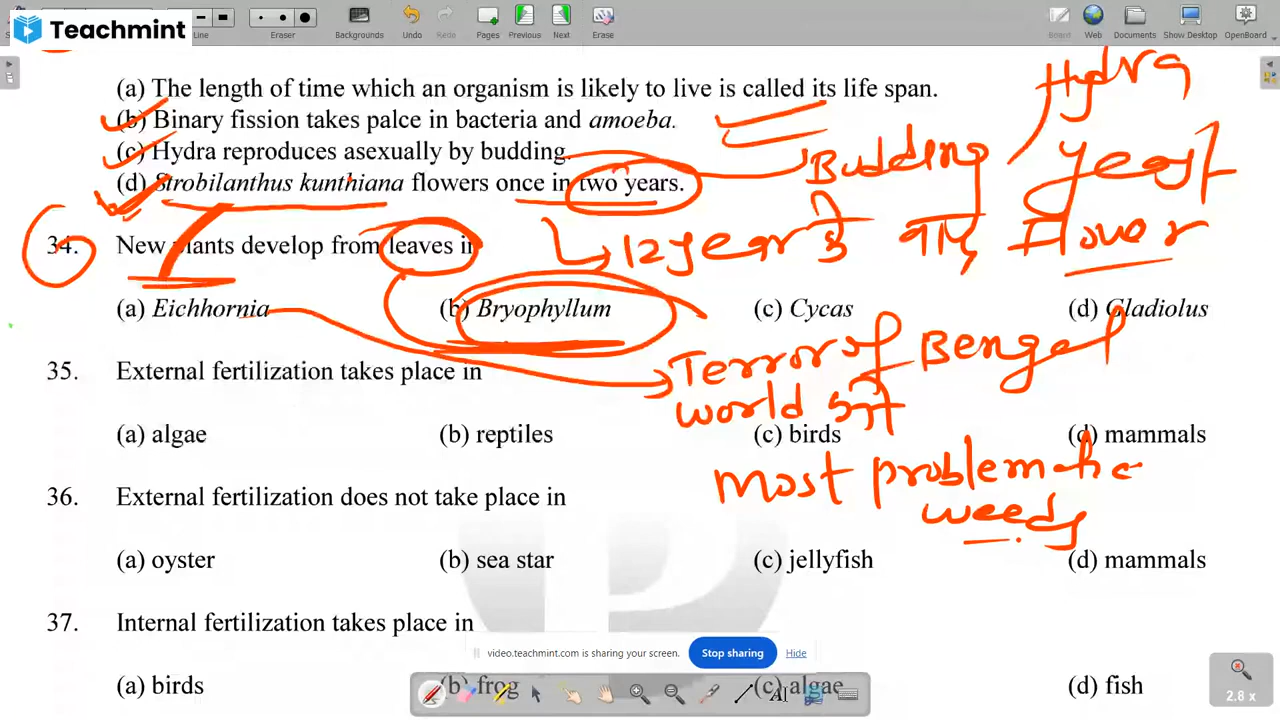 Teachmint
Line
Eraser
Backgrounds
Undo
Redo
Pages
Previous
Next
Erase
Board
Web
Documents
Show Desktop
OpenBoard
(a) The length of time which an organism is likely to live is called its life span.
Hydra
(b) Binary fission takes palce in bacteria and amoeba.
(c) Hydra reproduces asexually by budding.
Budding
yeast
(d) Strobilanthus kunthiana flowers once in two years.
34. New plants develop from leaves in
12 years
Flower
(a) Eichhornia (b) Bryophyllum (c) Cycas (d) Gladiolus
Terror of Bengal
35. External fertilization takes place in
world
(a) algae (b) reptiles (c) birds (d) mammals
most problematic
weeds
36. External fertilization does not take place in
(a) oyster (b) sea star (c) jellyfish (d) mammals
37. Internal fertilization takes place in
video.teachmint.com is sharing your screen. Stop sharing Hide
(a) birds (b) frog (c) algae (d) fish
2.8 x